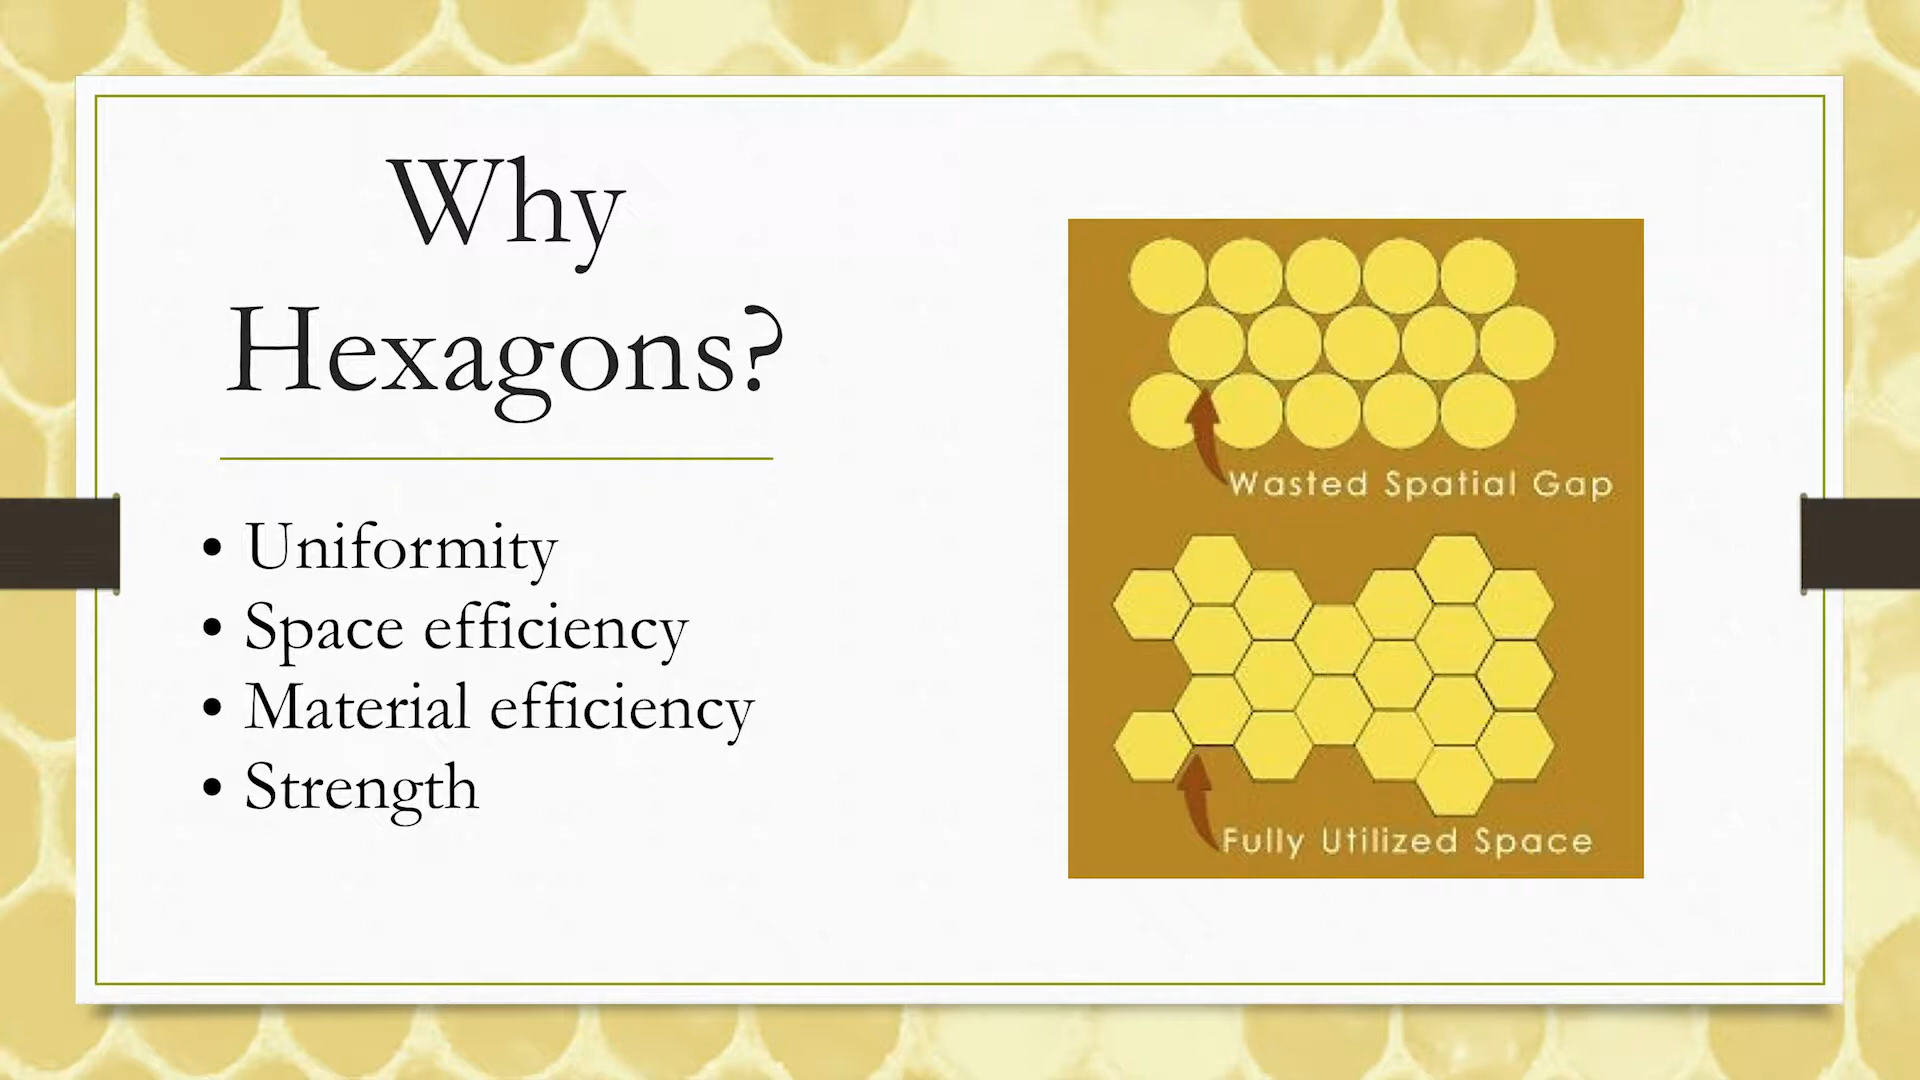 Why
Hexagons?
• Uniformity
• Space efficiency
• Material efficiency
• Strength
Wasted Spatial Gap
Fully Utilized Space